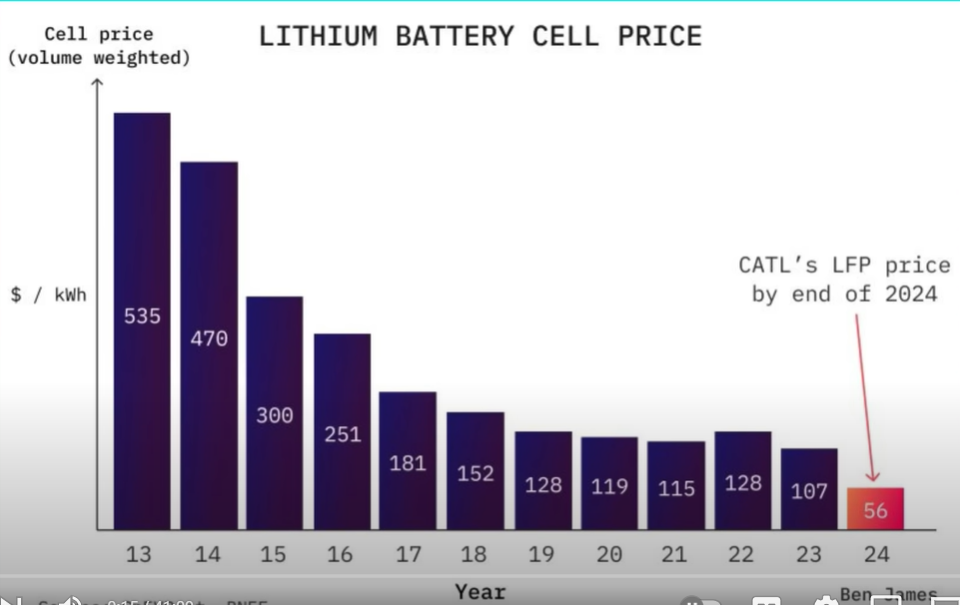 LITHIUM BATTERY CELL PRICE
Cell price
(volume weighted)
$ / kWh
CATL's LFP price
by end of 2024
535
470
300
251
181
152
128
119
115
128
107
56
13 14 15 16 17 18 19 20 21 22 23 24
Year
BNEF
Ben James